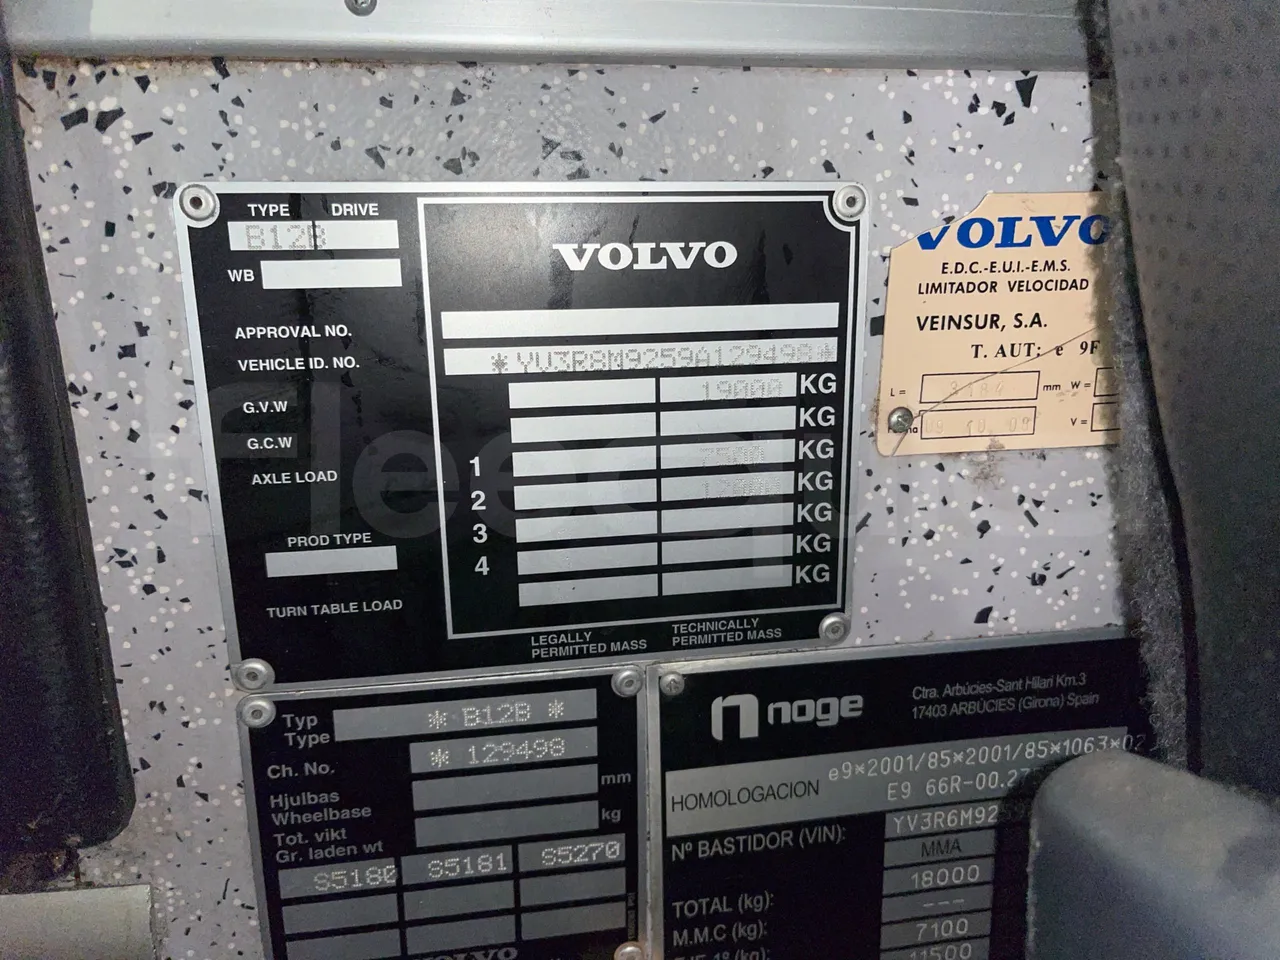 TYPE DRIVE
B12B
WB
APPROVAL NO.
VEHICLE ID. NO.
G.V.W
G.C.W
AXLE LOAD
PROD TYPE
TURN TABLE LOAD
VOLVO
19000 KG
KG
1 7500 KG
2 12000 KG
3 KG
4 KG
KG
LEGALLY PERMITTED MASS
TECHNICALLY PERMITTED MASS
VOLVO
E.D.C.-E.U.I.-E.M.S.
LIMITADOR VELOCIDAD
VEINSUR, S.A.
T. AUT: e 9F
L = mm W =
V =
Typ
Type * B12B *
Ch. No. * 129498
Hjulbas
Wheelbase mm
Tot. vikt
Gr. laden wt kg
S5180 S5181 S5270
VOLVO
noge
Ctra. Arbúcies-Sant Hilari Km.3
17403 ARBÚCIES (Girona) Spain
HOMOLOGACION e9*2001/85*2001/85*1063*02
E9 66R-00.27
Nº BASTIDOR (VIN): YV3R6M92
MMA
TOTAL (kg): 18000
M.M.C (kg): ---
7100
11500